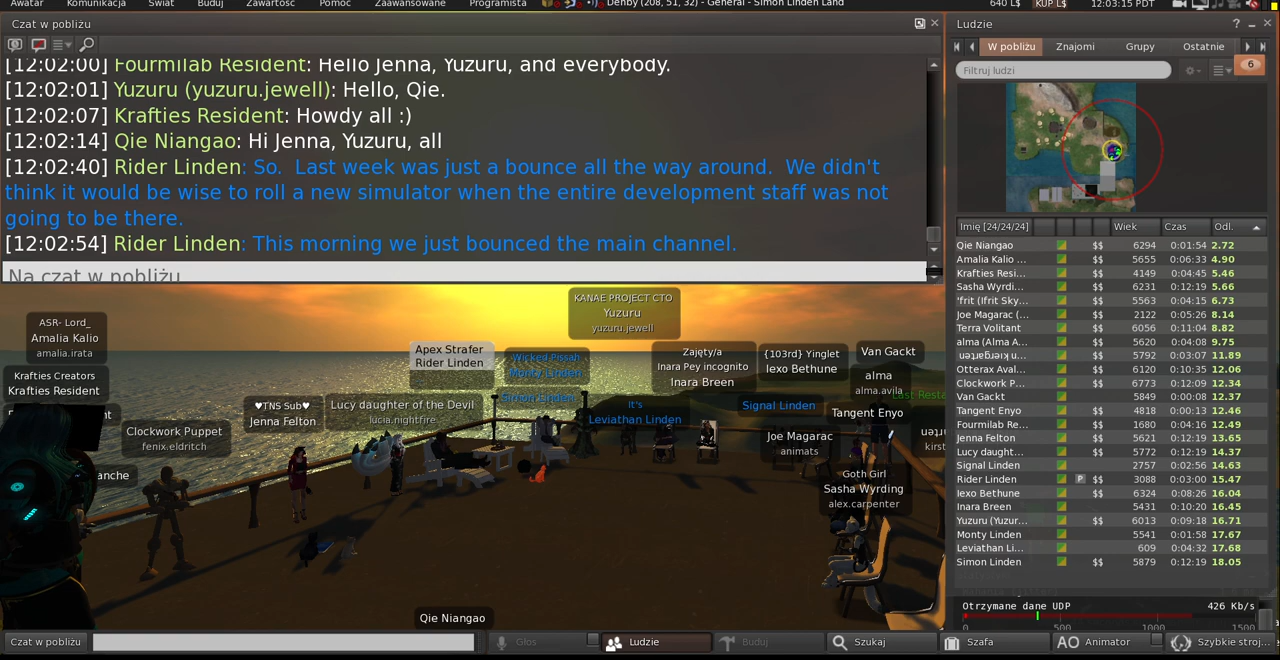 Awatar Komunikacja Świat Buduj Zawartość Pomoc Zaawansowane Programista Denby (208, 51, 32) - General - Simon Linden Land 640 L$ KUP L$ 12:03:15 PDT
Czat w pobliżu
[12:02:00] Fourmilab Resident: Hello Jenna, Yuzuru, and everybody.
[12:02:01] Yuzuru (yuzuru.jewell): Hello, Qie.
[12:02:07] Krafties Resident: Howdy all :)
[12:02:14] Qie Niangao: Hi Jenna, Yuzuru, all
[12:02:40] Rider Linden: So.  Last week was just a bounce all the way around.  We didn't
think it would be wise to roll a new simulator when the entire development staff was not
going to be there.
[12:02:54] Rider Linden: This morning we just bounced the main channel.
Na czat w pobliżu
KANAE PROJECT CTO
Yuzuru
yuzuru.jewell
ASR- Lord_
Amalia Kalio
amalia.irata
Krafties Creators
Krafties Resident
Apex Strafer
Rider Linden
Wicked Pissah
Monty Linden
Simon Linden
Zajęty/a
Inara Pey incognito
Inara Breen
{103rd} Yinglet
Iexo Bethune
Van Gackt
alma
alma.avila
Last Resta
♥TNS Sub♥
Jenna Felton
Lucy daughter of the Devil
lucia.nightfire
It's
Leviathan Linden
Signal Linden
Tangent Enyo
Clockwork Puppet
fenix.eldritch
Joe Magarac
animats
kirst
anche
Goth Girl
Sasha Wyrding
alex.carpenter
Qie Niangao
Ludzie
W pobliżu Znajomi Grupy Ostatnie
Filtruj ludzi
6
Imię [24/24/24] Wiek Czas Odl.
Qie Niangao $$ 6294 0:01:54 2.72
Amalia Kalio ... $$ 5655 0:06:33 4.90
Krafties Resi... $$ 4149 0:04:45 5.46
Sasha Wyrdi... $$ 6231 0:12:19 5.66
'frit (Ifrit Sky... $$ 5563 0:04:15 6.73
Joe Magarac (... $$ 2122 0:05:26 8.14
Terra Volitant $$ 6056 0:11:04 8.82
alma (Alma A... $$ 5620 0:04:08 9.75
$$ 5792 0:03:07 11.89
Otterax Aval... $$ 6120 0:10:35 12.06
Clockwork P... $$ 6773 0:12:09 12.34
Van Gackt 5849 0:00:08 12.37
Tangent Enyo $$ 4818 0:00:13 12.46
Fourmilab Re... $$ 1680 0:04:16 12.49
Jenna Felton $$ 5621 0:12:19 13.65
Lucy daught... $$ 5772 0:12:19 14.37
Signal Linden 2757 0:02:56 14.63
Rider Linden P $$ 3088 0:03:00 15.47
Iexo Bethune $$ 6324 0:08:26 16.04
Inara Breen 5431 0:10:20 16.45
Yuzuru (Yuzur... $$ 6013 0:09:18 16.71
Monty Linden 5541 0:01:58 17.67
Leviathan Li... 609 0:04:32 17.68
Simon Linden $$ 5879 0:12:19 18.05
Otrzymane dane UDP 426 Kb/s
0 500 1000 1500
Czat w pobliżu Głos Ludzie Buduj Szukaj Szafa AO Animator Szybkie stroj...